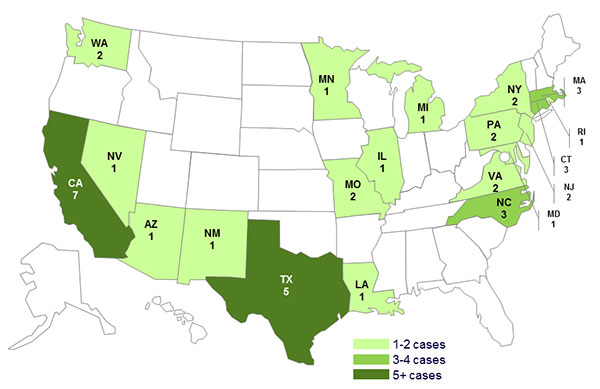 WA
2
MN
1
MI
1
NY
2
MA
3
PA
2
RI
1
CT
3
NJ
2
MD
1
NV
1
CA
7
IL
1
MO
2
VA
2
NC
3
AZ
1
NM
1
TX
5
LA
1
1-2 cases
3-4 cases
5+ cases